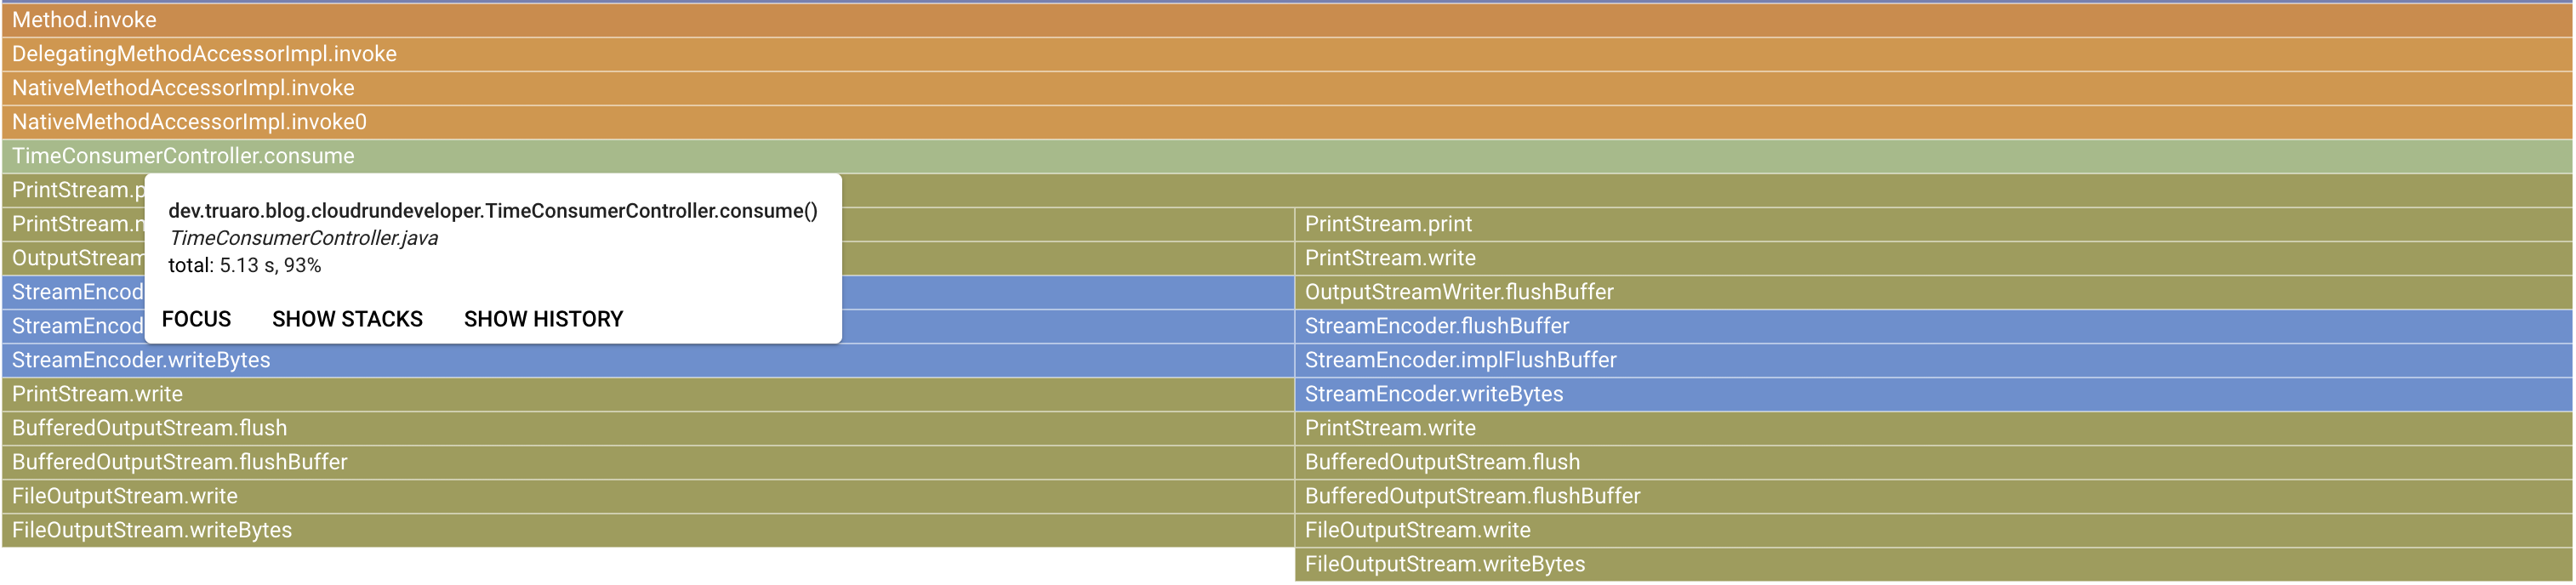 Method.invoke
DelegatingMethodAccessorImpl.invoke
NativeMethodAccessorImpl.invoke
NativeMethodAccessorImpl.invoke0
TimeConsumerController.consume
PrintStream.p
dev.truaro.blog.cloudrundeveloper.TimeConsumerController.consume()
TimeConsumerController.java
total: 5.13 s, 93%
FOCUS SHOW STACKS SHOW HISTORY
PrintStream.n
OutputStream
StreamEncod
StreamEncod
StreamEncoder.writeBytes
PrintStream.write
BufferedOutputStream.flush
BufferedOutputStream.flushBuffer
FileOutputStream.write
FileOutputStream.writeBytes
PrintStream.print
PrintStream.write
OutputStreamWriter.flushBuffer
StreamEncoder.flushBuffer
StreamEncoder.implFlushBuffer
StreamEncoder.writeBytes
PrintStream.write
BufferedOutputStream.flush
BufferedOutputStream.flushBuffer
FileOutputStream.write
FileOutputStream.writeBytes